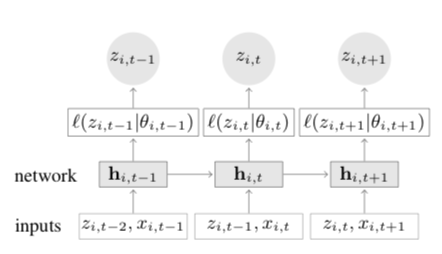 z_{i,t−1} z_{i,t} z_{i,t+1}
ℓ(z_{i,t−1}|θ_{i,t−1}) ℓ(z_{i,t}|θ_{i,t}) ℓ(z_{i,t+1}|θ_{i,t+1})
network h_{i,t−1} h_{i,t} h_{i,t+1}
inputs z_{i,t−2}, x_{i,t−1} z_{i,t−1}, x_{i,t} z_{i,t}, x_{i,t+1}